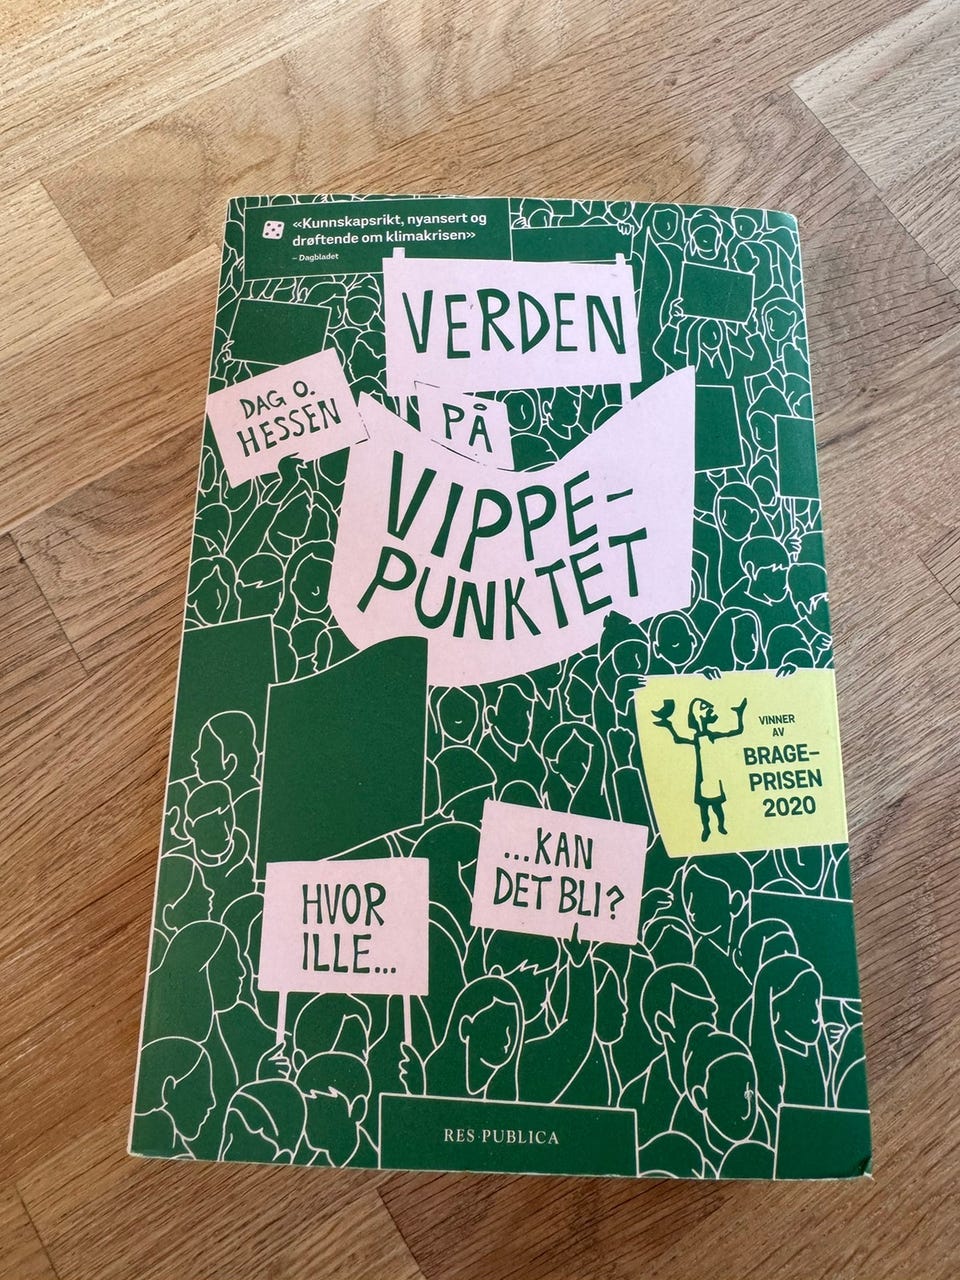 «Kunnskapsrikt, nyansert og
drøftende om klimakrisen»
– Dagbladet
VERDEN
DAG O.
HESSEN
PÅ
VIPPE-
PUNKTET
VINNER
AV
BRAGE-
PRISEN
2020
...KAN
DET BLI?
HVOR
ILLE...
RES PUBLICA